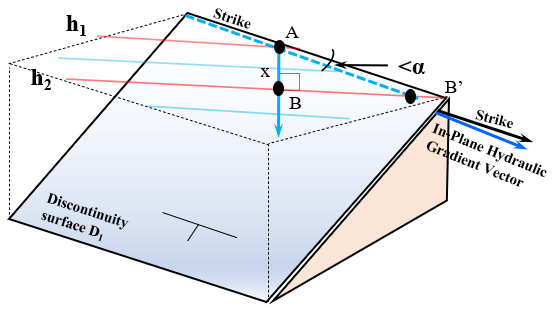 Strike
h1
A
<α
x
h2
B
B'
Strike
In-Plane Hydraulic
Gradient Vector
Discontinuity
surface D1